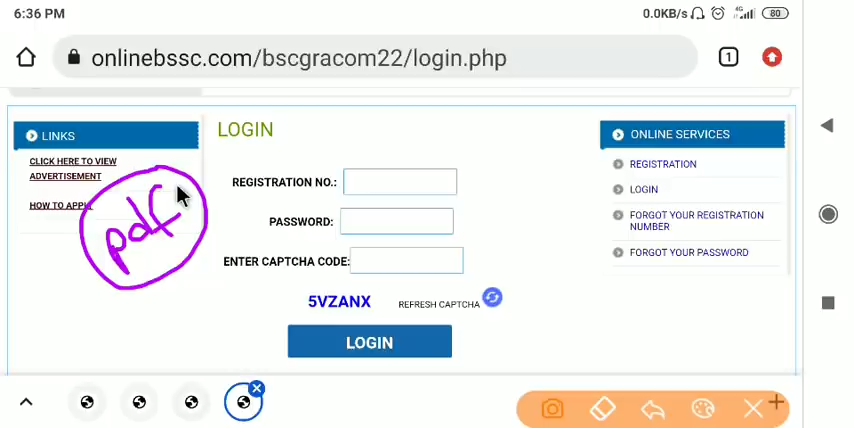 6:36 PM
0.0KB/s 4G 80
onlinebssc.com/bscgracom22/login.php
1
LINKS
CLICK HERE TO VIEW
ADVERTISEMENT
HOW TO APPLY
pdf
LOGIN
REGISTRATION NO.:
PASSWORD:
ENTER CAPTCHA CODE:
5VZANX REFRESH CAPTCHA
LOGIN
ONLINE SERVICES
REGISTRATION
LOGIN
FORGOT YOUR REGISTRATION
NUMBER
FORGOT YOUR PASSWORD